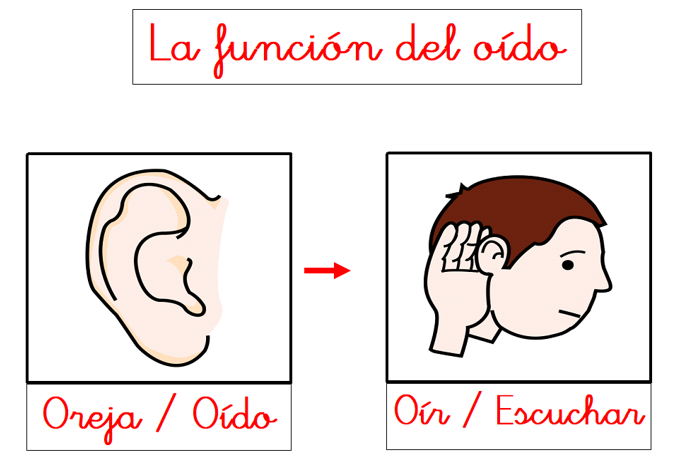 La función del oído
Oreja / Oído
Oír / Escuchar